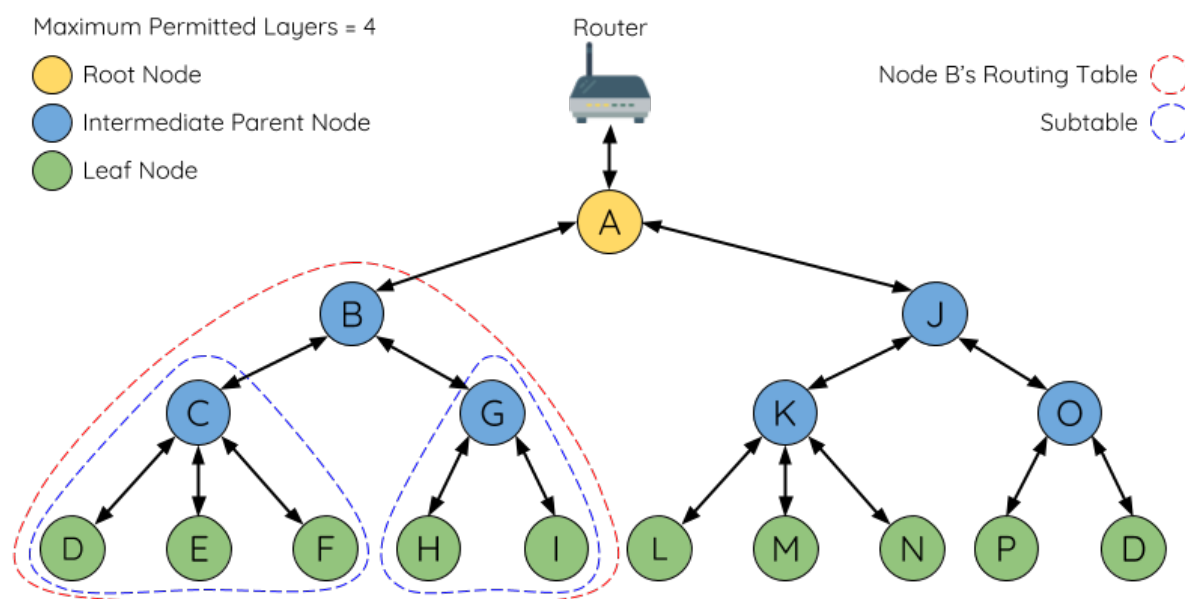 Maximum Permitted Layers = 4
Router
Root Node
Node B's Routing Table
Intermediate Parent Node
Subtable
Leaf Node
A
B
J
C
G
K
O
D
E
F
H
I
L
M
N
P
D